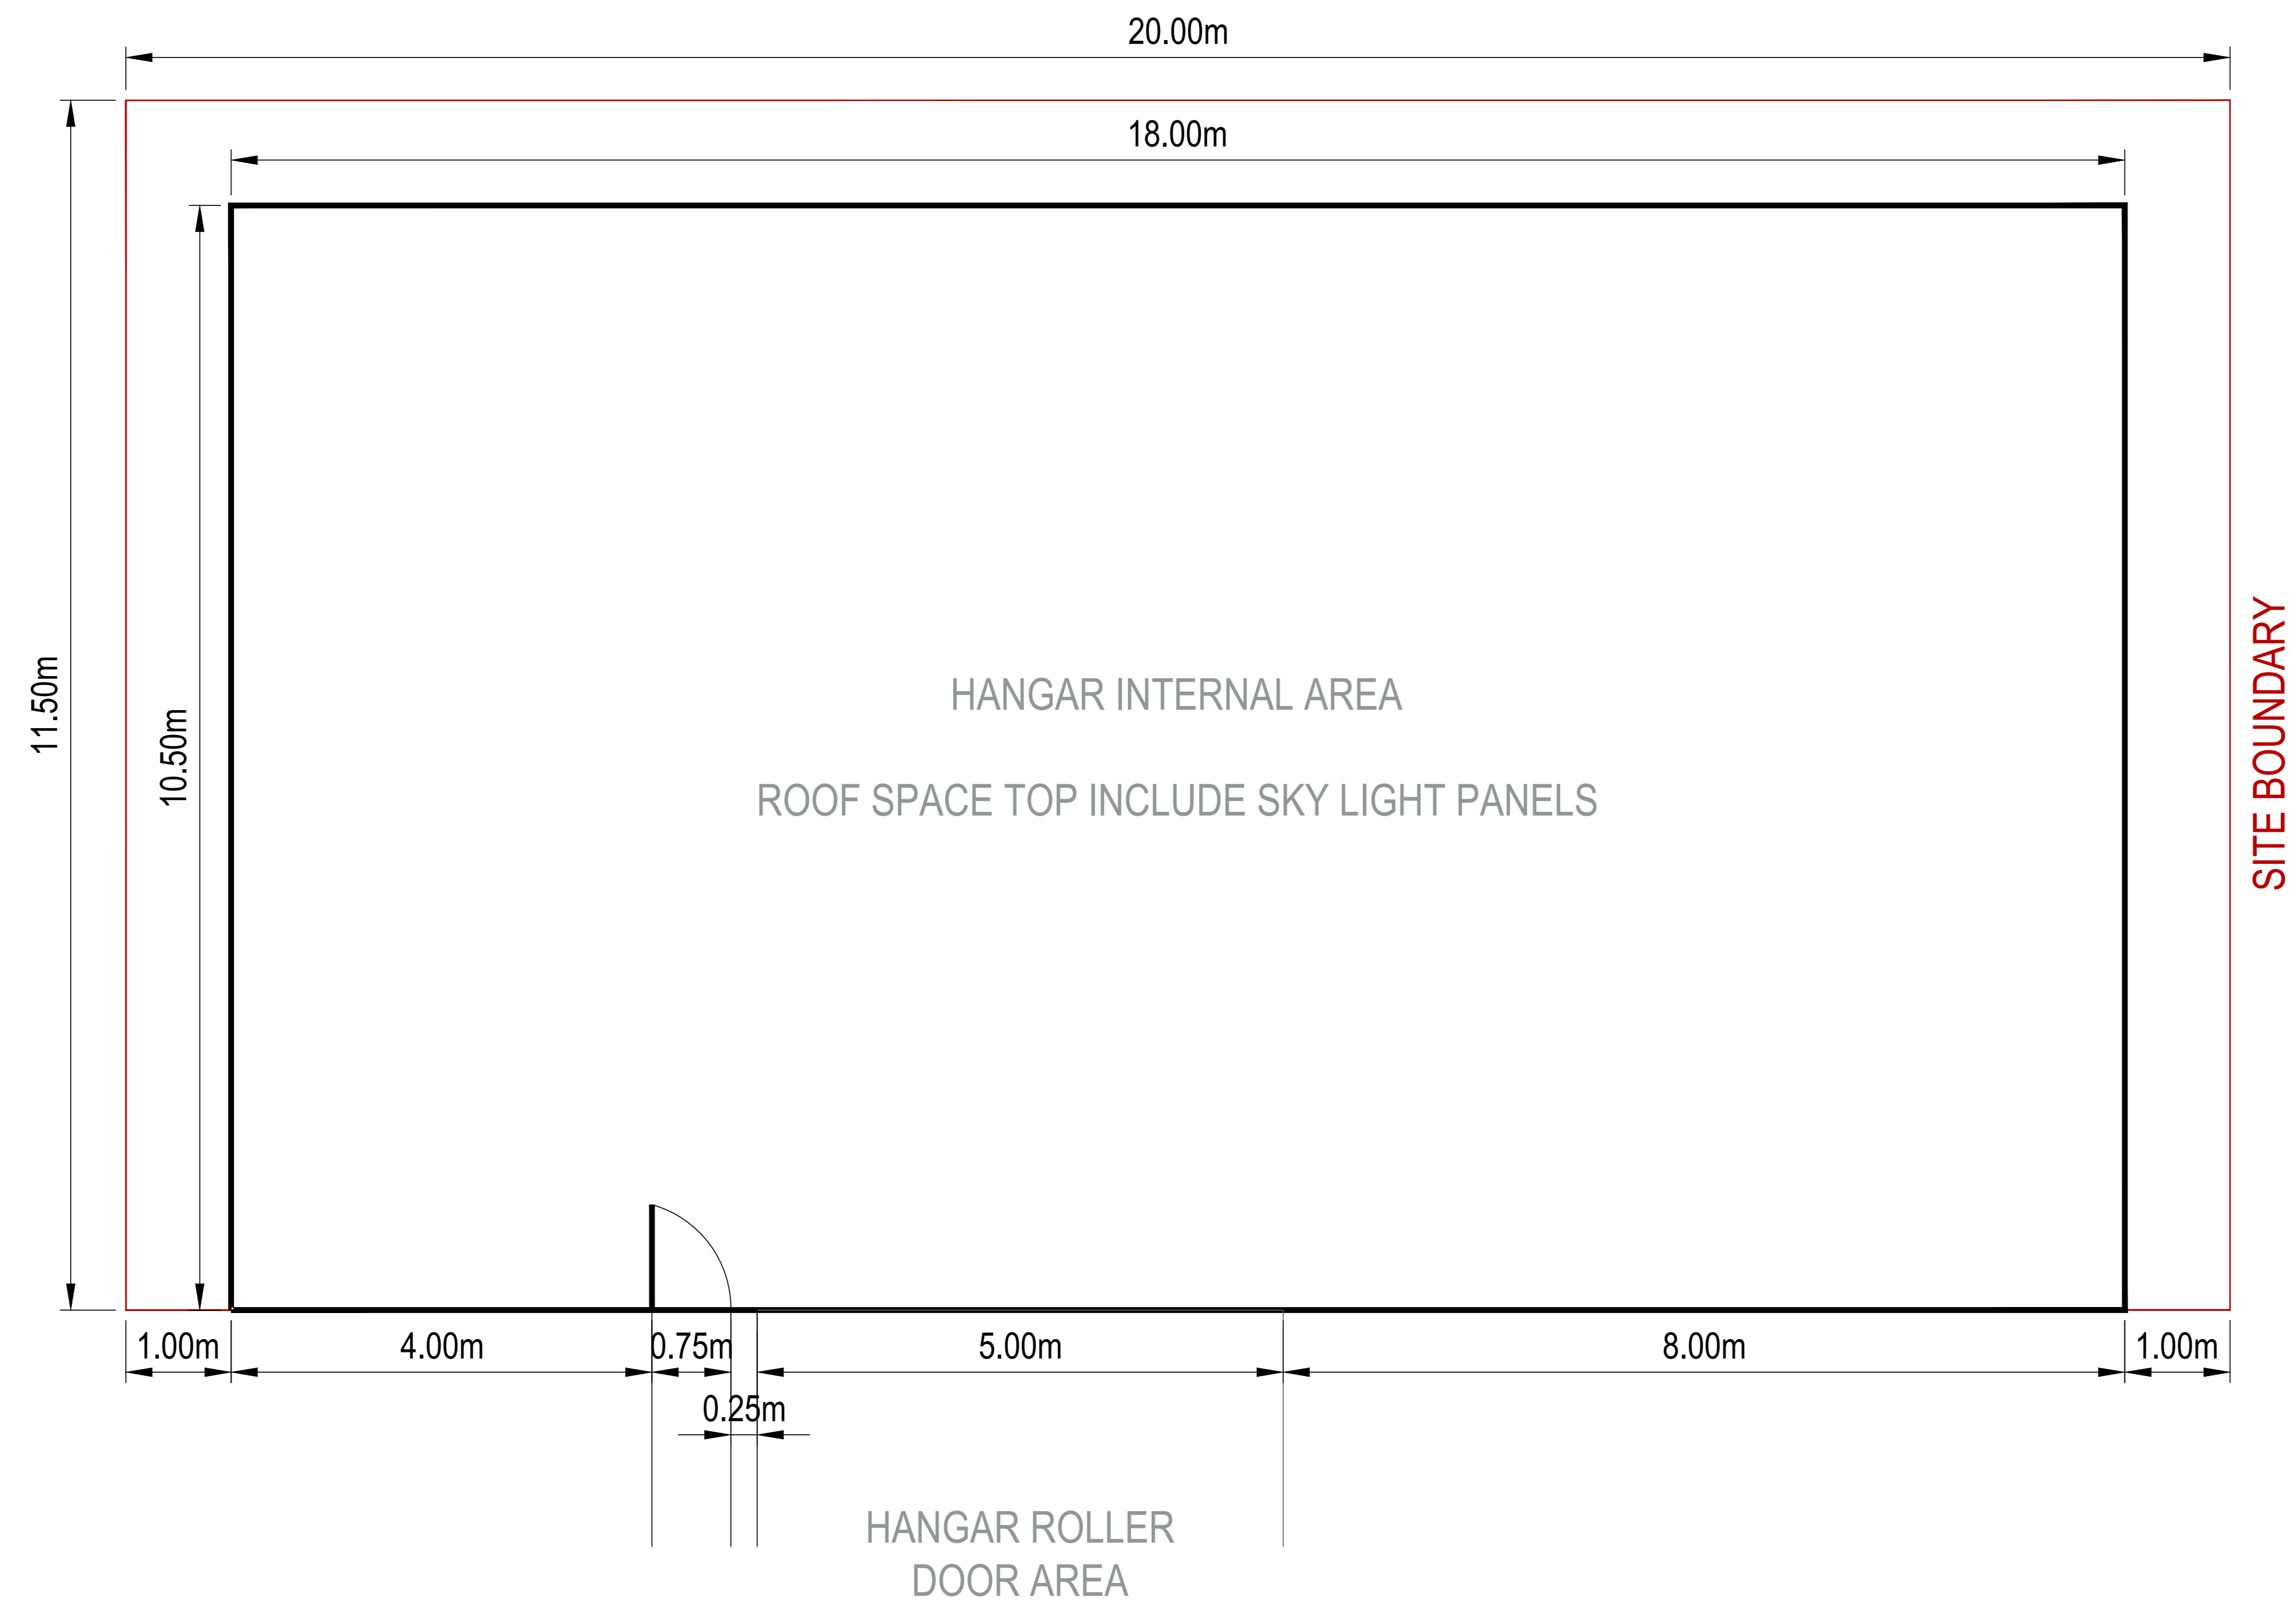 20.00m
18.00m
11.50m
10.50m
HANGAR INTERNAL AREA
ROOF SPACE TOP INCLUDE SKY LIGHT PANELS
SITE BOUNDARY
1.00m
4.00m
0.75m
5.00m
8.00m
1.00m
0.25m
HANGAR ROLLER
DOOR AREA